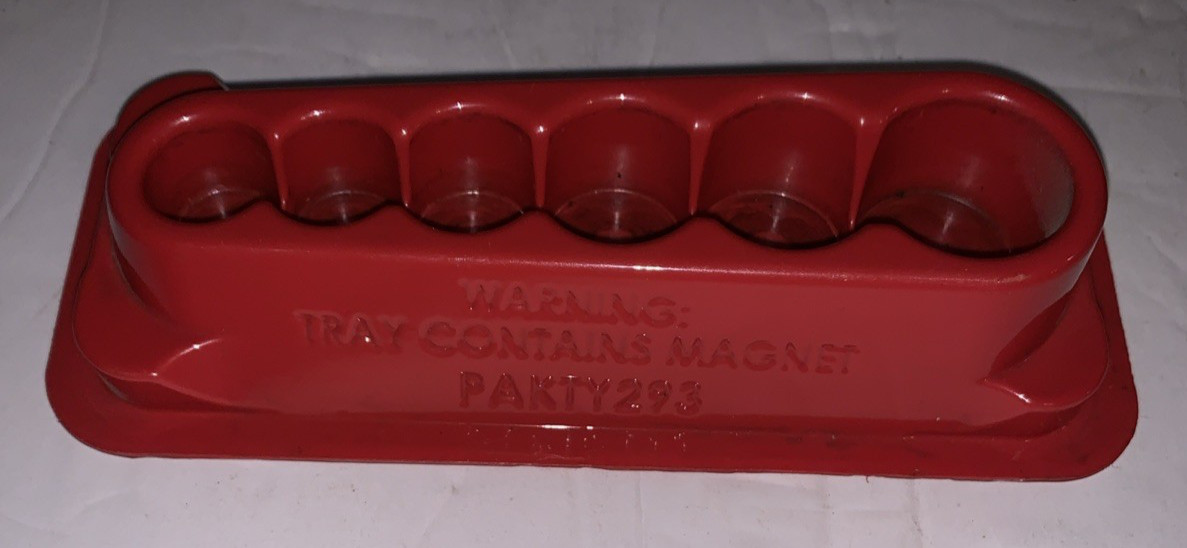 WARNING:
TRAY CONTAINS MAGNET
PAKTY293